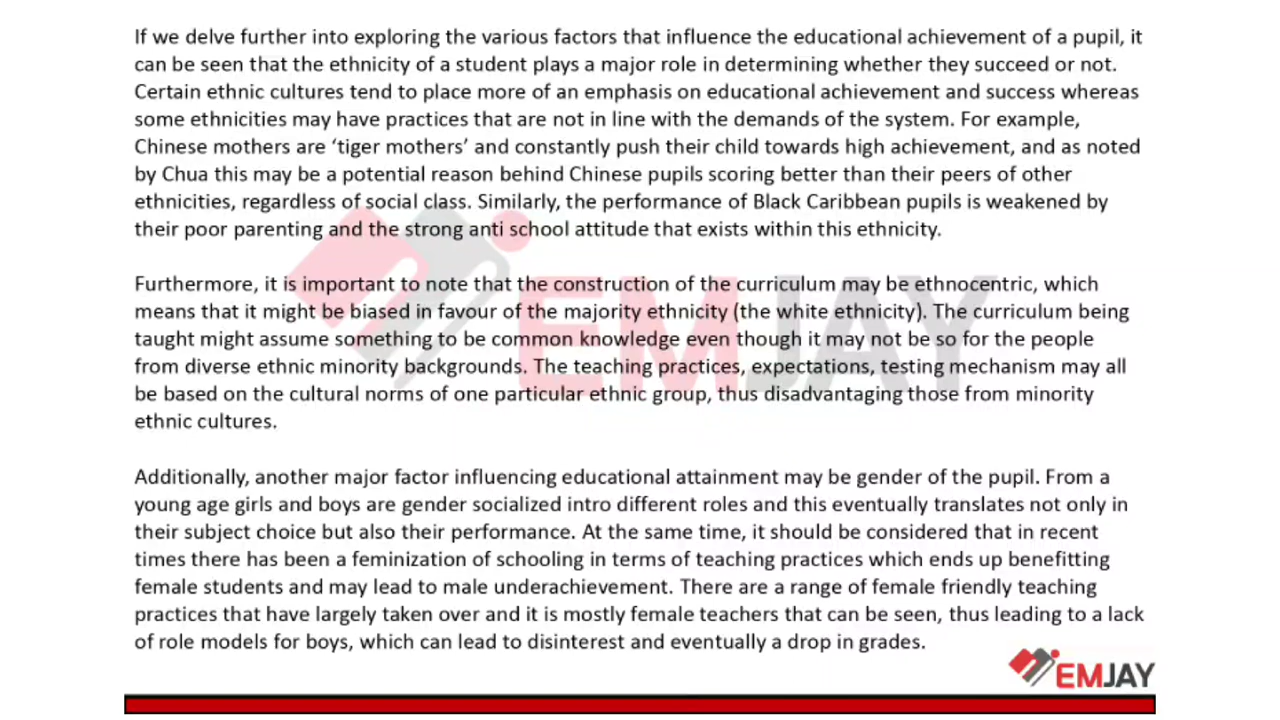 If we delve further into exploring the various factors that influence the educational achievement of a pupil, it
can be seen that the ethnicity of a student plays a major role in determining whether they succeed or not.
Certain ethnic cultures tend to place more of an emphasis on educational achievement and success whereas
some ethnicities may have practices that are not in line with the demands of the system. For example,
Chinese mothers are ‘tiger mothers’ and constantly push their child towards high achievement, and as noted
by Chua this may be a potential reason behind Chinese pupils scoring better than their peers of other
ethnicities, regardless of social class. Similarly, the performance of Black Caribbean pupils is weakened by
their poor parenting and the strong anti school attitude that exists within this ethnicity.
Furthermore, it is important to note that the construction of the curriculum may be ethnocentric, which
means that it might be biased in favour of the majority ethnicity (the white ethnicity). The curriculum being
taught might assume something to be common knowledge even though it may not be so for the people
from diverse ethnic minority backgrounds. The teaching practices, expectations, testing mechanism may all
be based on the cultural norms of one particular ethnic group, thus disadvantaging those from minority
ethnic cultures.
Additionally, another major factor influencing educational attainment may be gender of the pupil. From a
young age girls and boys are gender socialized intro different roles and this eventually translates not only in
their subject choice but also their performance. At the same time, it should be considered that in recent
times there has been a feminization of schooling in terms of teaching practices which ends up benefitting
female students and may lead to male underachievement. There are a range of female friendly teaching
practices that have largely taken over and it is mostly female teachers that can be seen, thus leading to a lack
of role models for boys, which can lead to disinterest and eventually a drop in grades.
EMJAY
EMJAY